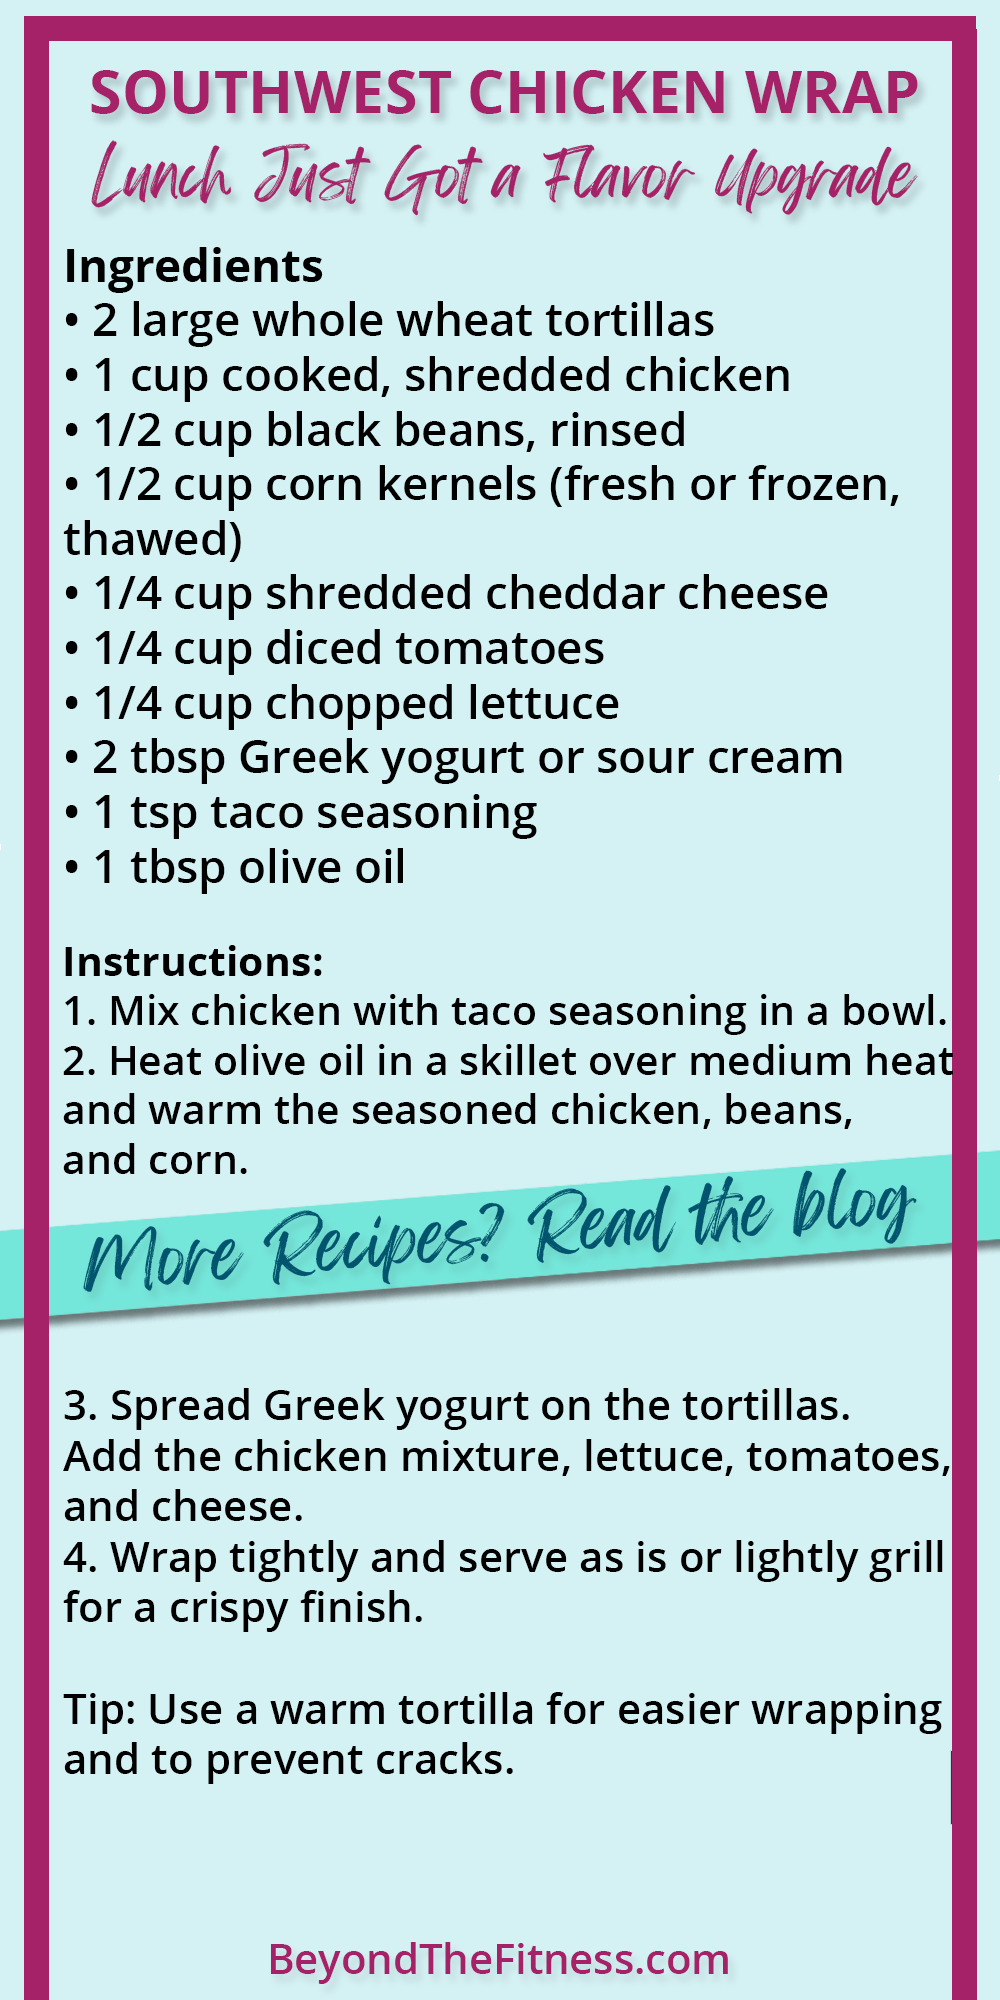 SOUTHWEST CHICKEN WRAP
Lunch Just Got a Flavor Upgrade
Ingredients
• 2 large whole wheat tortillas
• 1 cup cooked, shredded chicken
• 1/2 cup black beans, rinsed
• 1/2 cup corn kernels (fresh or frozen,
thawed)
• 1/4 cup shredded cheddar cheese
• 1/4 cup diced tomatoes
• 1/4 cup chopped lettuce
• 2 tbsp Greek yogurt or sour cream
• 1 tsp taco seasoning
• 1 tbsp olive oil
Instructions:
1. Mix chicken with taco seasoning in a bowl.
2. Heat olive oil in a skillet over medium heat
and warm the seasoned chicken, beans,
and corn.
More Recipes? Read the blog
3. Spread Greek yogurt on the tortillas.
Add the chicken mixture, lettuce, tomatoes,
and cheese.
4. Wrap tightly and serve as is or lightly grill
for a crispy finish.
Tip: Use a warm tortilla for easier wrapping
and to prevent cracks.
BeyondTheFitness.com